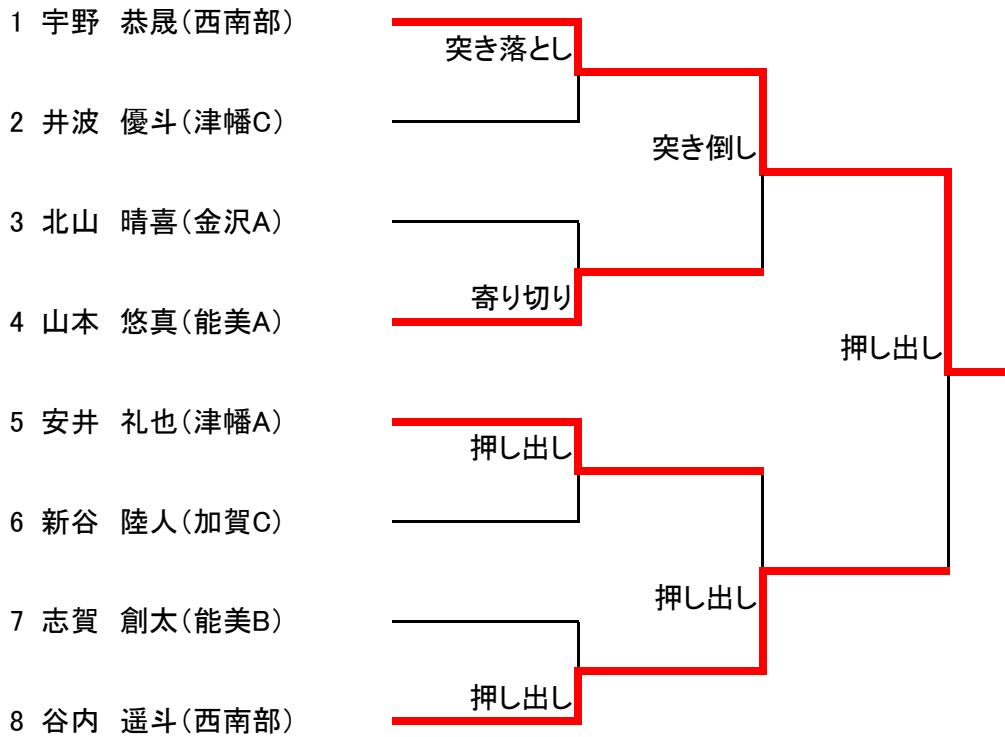 1 宇野　恭晟(西南部)
突き落とし
2 井波　優斗(津幡C)
突き倒し
3 北山　晴喜(金沢A)
寄り切り
4 山本　悠真(能美A)
押し出し
5 安井　礼也(津幡A)
押し出し
6 新谷　陸人(加賀C)
押し出し
7 志賀　創太(能美B)
押し出し
8 谷内　遥斗(西南部)